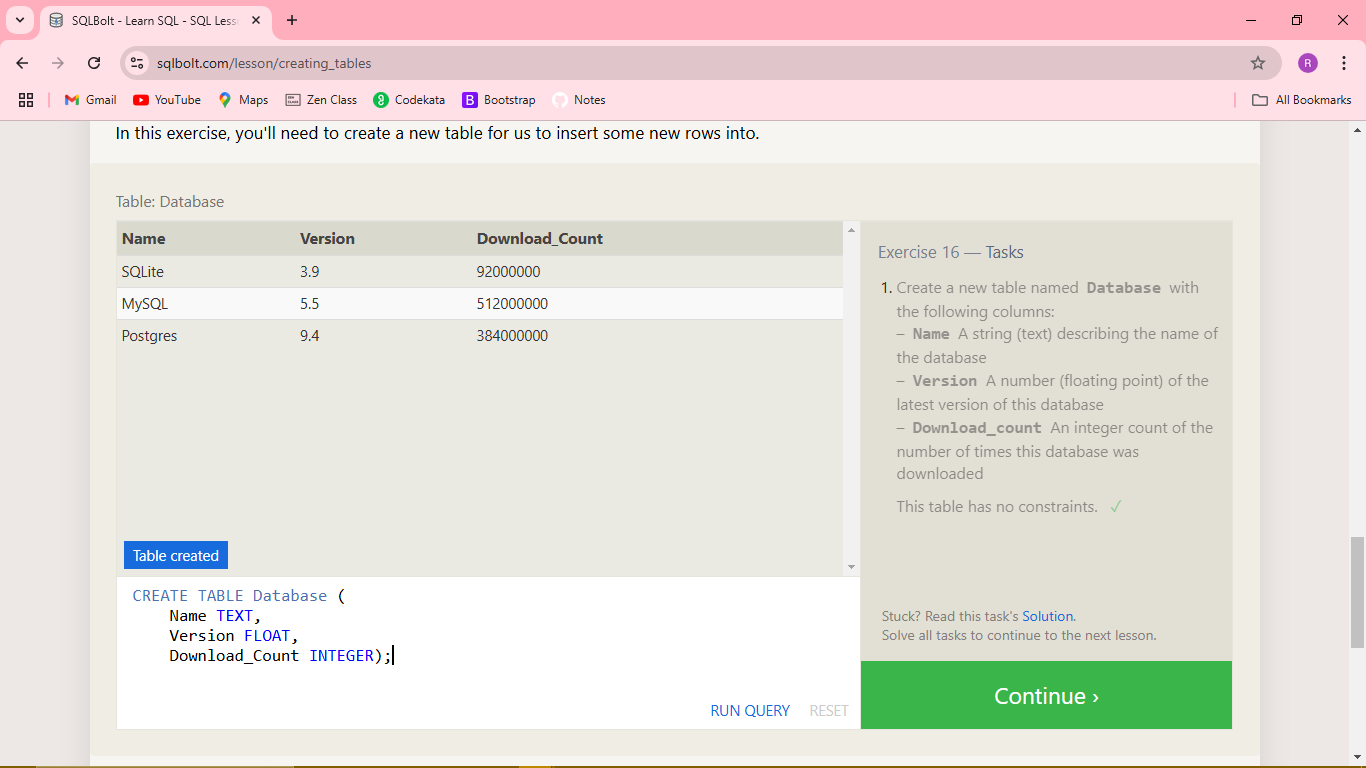 SQLBolt - Learn SQL - SQL Less
sqlbolt.com/lesson/creating_tables
R
Gmail
YouTube
Maps
Zen Class
Codekata
B Bootstrap
Notes
All Bookmarks
In this exercise, you'll need to create a new table for us to insert some new rows into.
Table: Database
Name Version Download_Count
SQLite 3.9 92000000
MySQL 5.5 512000000
Postgres 9.4 384000000
Table created
CREATE TABLE Database (
Name TEXT,
Version FLOAT,
Download_Count INTEGER);
RUN QUERY RESET
Exercise 16 — Tasks
1. Create a new table named Database with
the following columns:
– Name A string (text) describing the name of
the database
– Version A number (floating point) of the
latest version of this database
– Download_count An integer count of the
number of times this database was
downloaded
This table has no constraints. ✓
Stuck? Read this task's Solution.
Solve all tasks to continue to the next lesson.
Continue ›